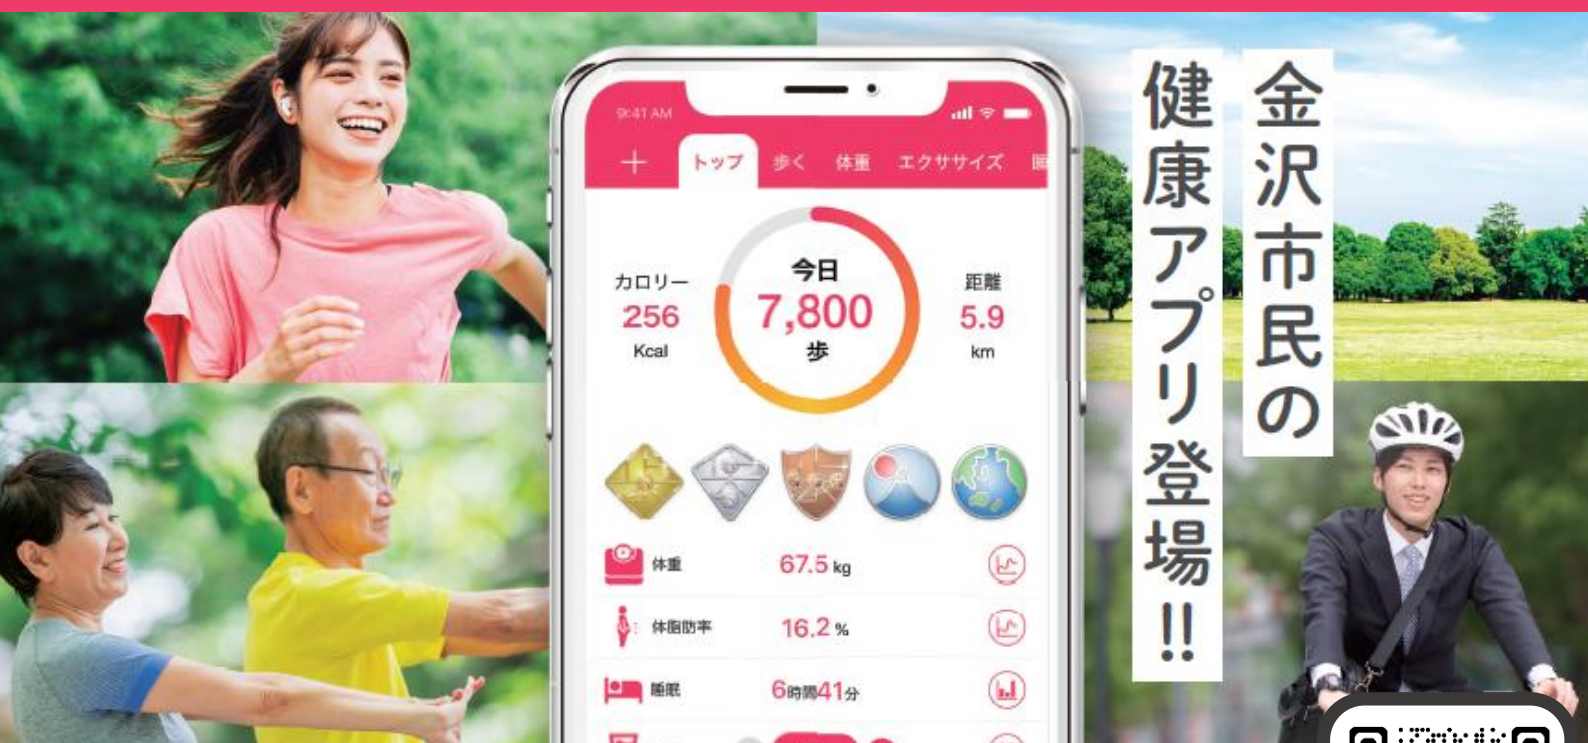 金沢市民の
健康アプリ登場!!
9:41 AM
＋ トップ 歩く 体重 エクササイズ
カロリー
256
Kcal
今日
7,800
歩
距離
5.9
km
体重 67.5 kg
体脂肪率 16.2 %
睡眠 6時間41分